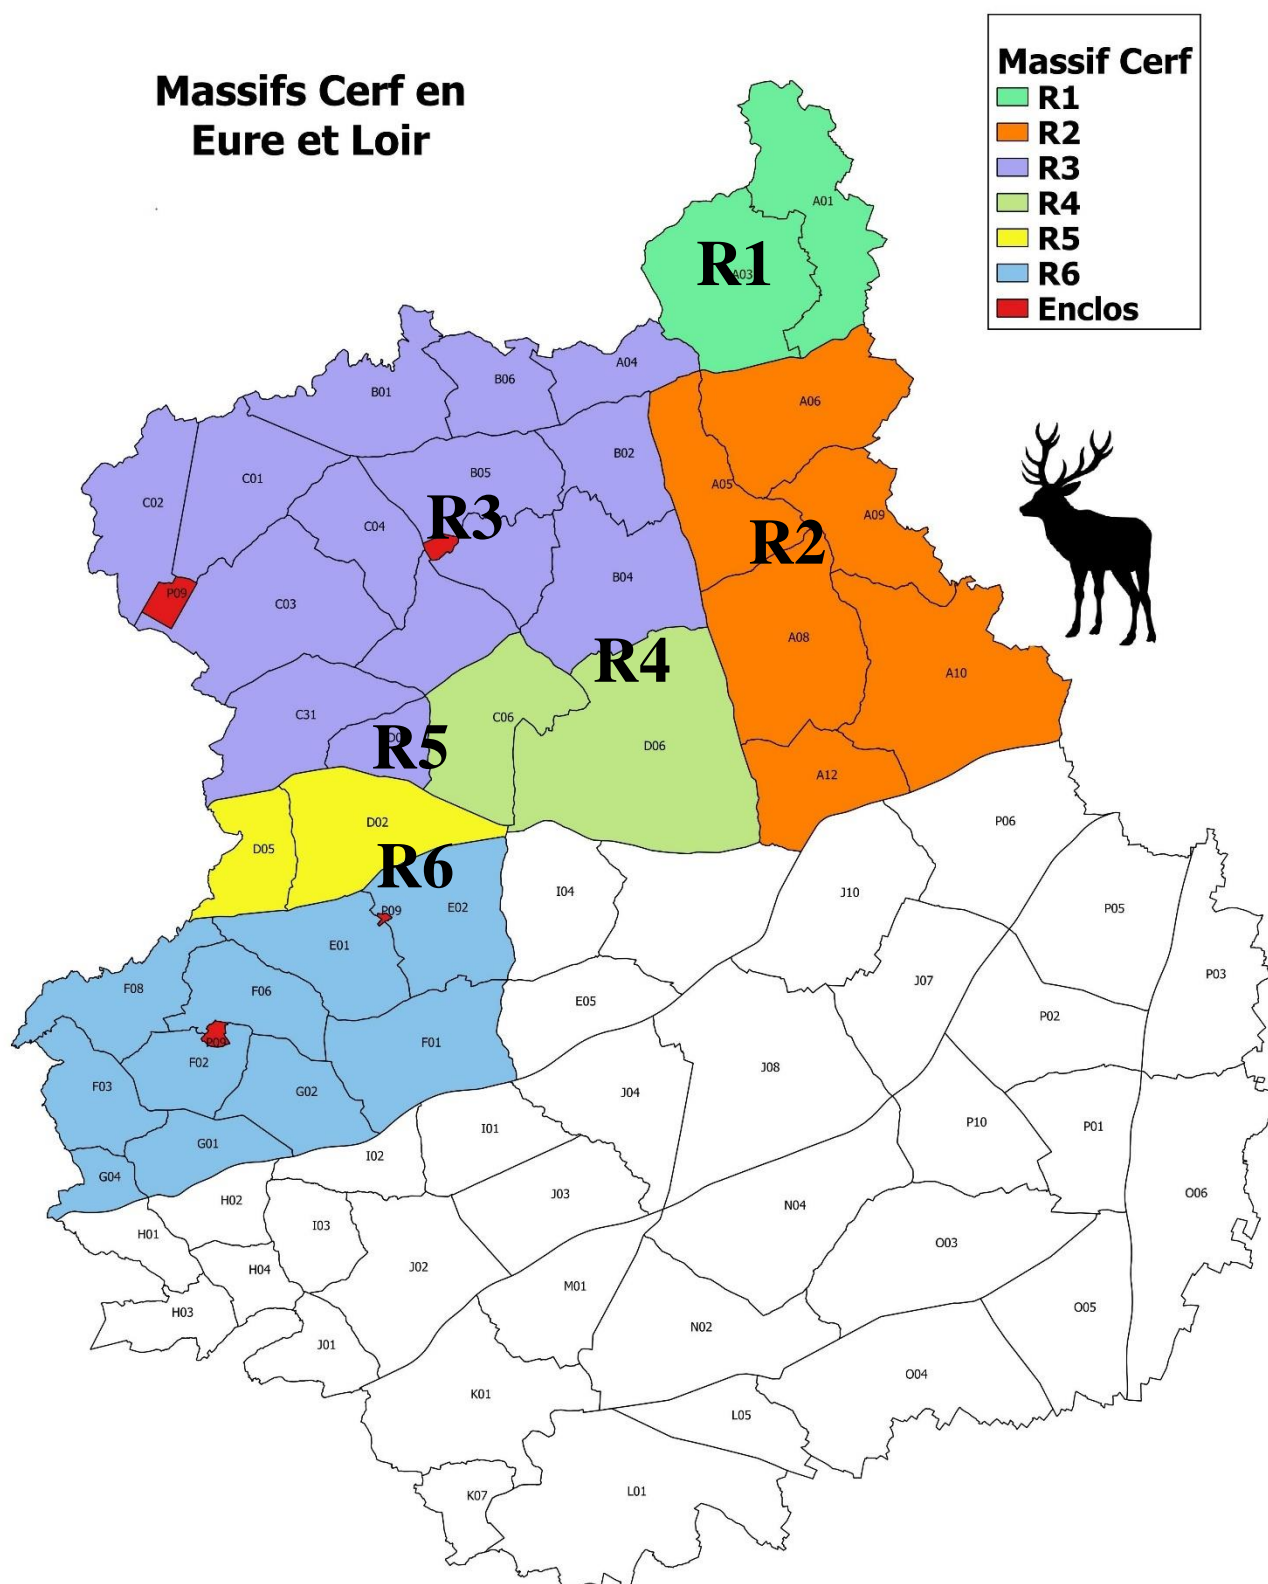 Massifs Cerf en
Eure et Loir
Massif Cerf
R1
R2
R3
R4
R5
R6
Enclos
A01
R1
A03
A04
B06
B01
A06
B02
B05
C01
A05
C02
R3
A09
C04
R2
B04
P09
C03
A08
R4
A10
C31
C06
R5
D06
A12
D02
P06
D05
R6
I04
J10
P09
E02
P05
E01
P03
J07
F08
F06
E05
P02
P09
F01
F02
J08
F03
G02
J04
P10
P01
I01
G01
I02
G04
J03
O06
H02
N04
I03
H01
O03
J02
H04
M01
O05
H03
N02
J01
O04
K01
L05
L01
K07